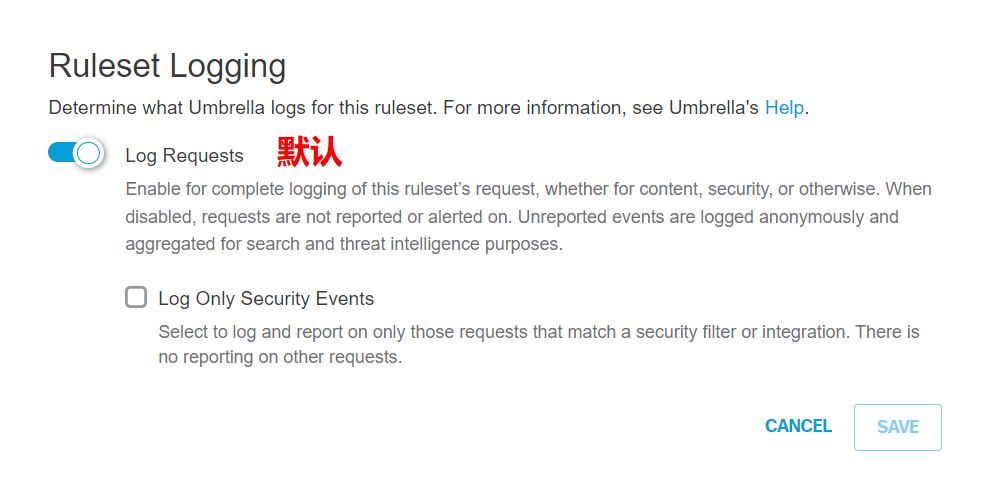 Ruleset Logging
Determine what Umbrella logs for this ruleset. For more information, see Umbrella's Help.
Log Requests 默认
Enable for complete logging of this ruleset’s request, whether for content, security, or otherwise. When
disabled, requests are not reported or alerted on. Unreported events are logged anonymously and
aggregated for search and threat intelligence purposes.
Log Only Security Events
Select to log and report on only those requests that match a security filter or integration. There is
no reporting on other requests.
CANCEL SAVE